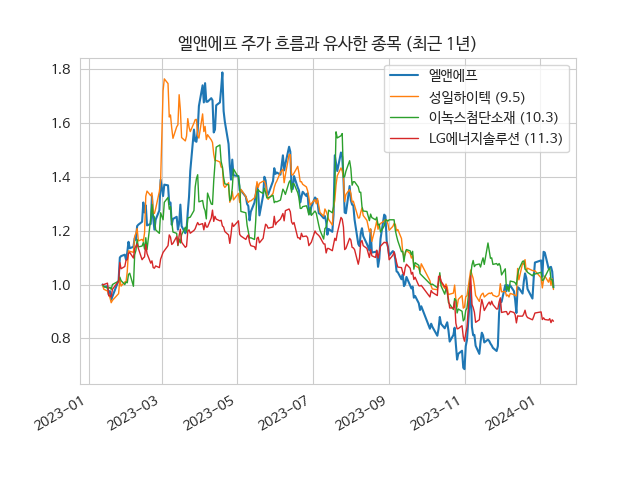 엘앤에프 주가 흐름과 유사한 종목 (최근 1년)
엘앤에프
성일하이텍 (9.5)
이녹스첨단소재 (10.3)
LG에너지솔루션 (11.3)
1.8
1.6
1.4
1.2
1.0
0.8
2023-01
2023-03
2023-05
2023-07
2023-09
2023-11
2024-01